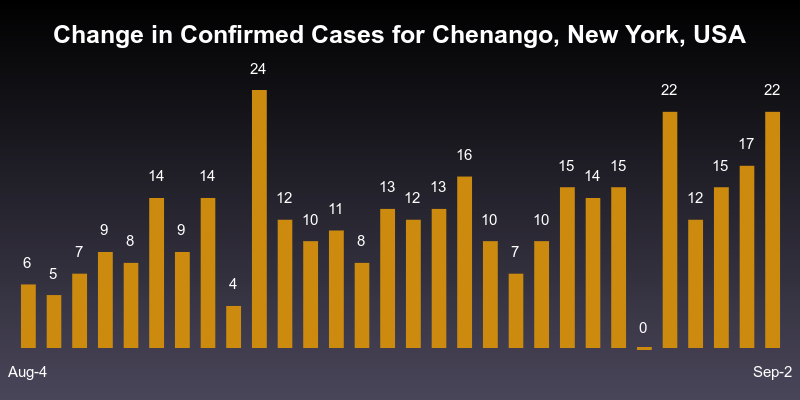 Change in Confirmed Cases for Chenango, New York, USA
6 5 7 9 8 14 9 14 4 24 12 10 11 8 13 12 13 16 10 7 10 15 14 15 0 22 12 15 17 22
Aug-4 Sep-2